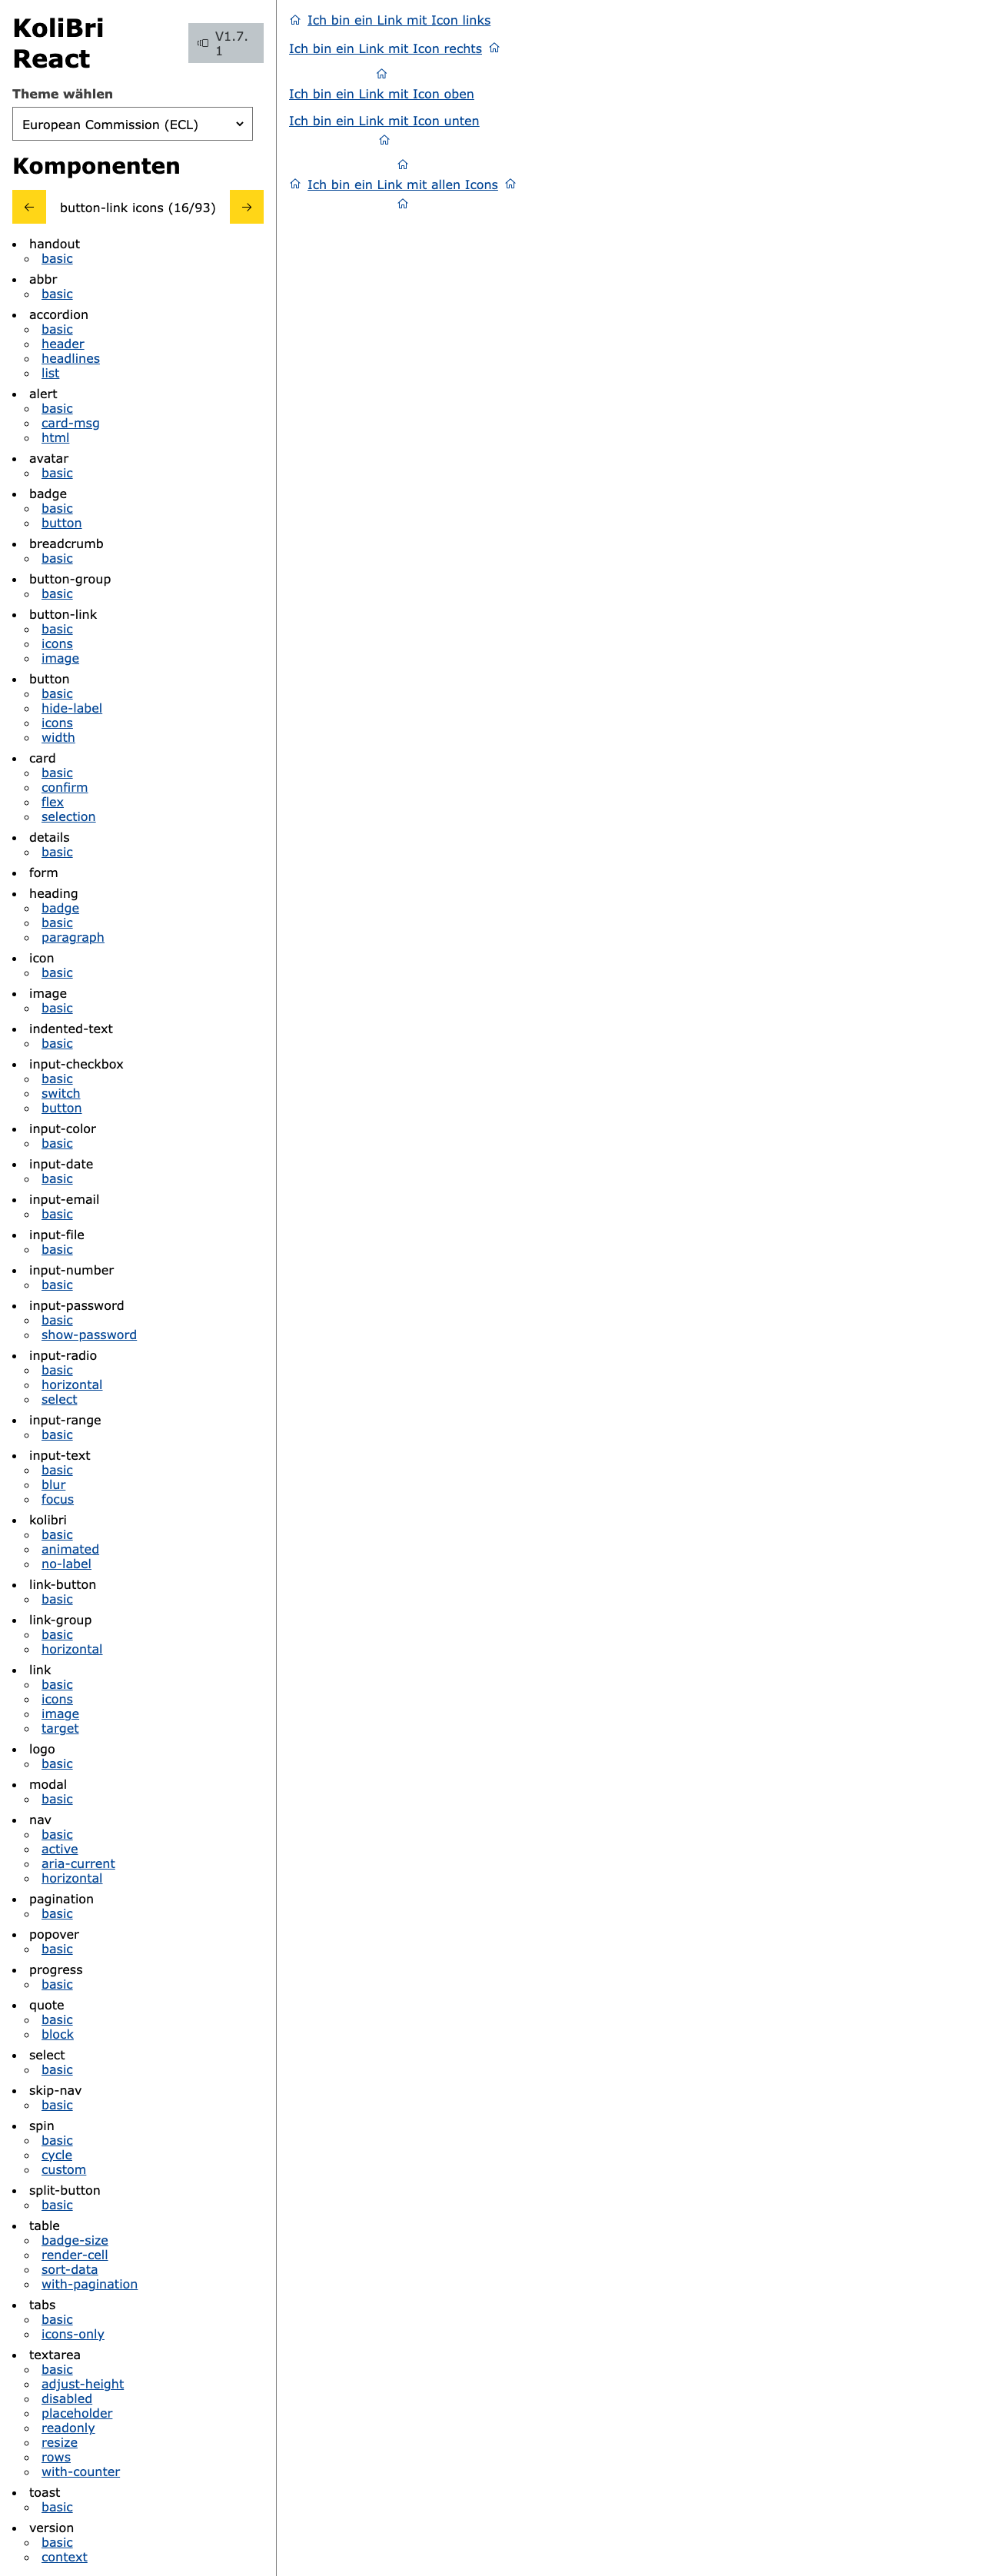 KoliBri
React
V1.7.
1
Theme wählen
European Commission (ECL)
Komponenten
button-link icons (16/93)
handout
basic
abbr
basic
accordion
basic
header
headlines
list
alert
basic
card-msg
html
avatar
basic
badge
basic
button
breadcrumb
basic
button-group
basic
button-link
basic
icons
image
button
basic
hide-label
icons
width
card
basic
confirm
flex
selection
details
basic
form
heading
badge
basic
paragraph
icon
basic
image
basic
indented-text
basic
input-checkbox
basic
switch
button
input-color
basic
input-date
basic
input-email
basic
input-file
basic
input-number
basic
input-password
basic
show-password
input-radio
basic
horizontal
select
input-range
basic
input-text
basic
blur
focus
kolibri
basic
animated
no-label
link-button
basic
link-group
basic
horizontal
link
basic
icons
image
target
logo
basic
modal
basic
nav
basic
active
aria-current
horizontal
pagination
basic
popover
basic
progress
basic
quote
basic
block
select
basic
skip-nav
basic
spin
basic
cycle
custom
split-button
basic
table
badge-size
render-cell
sort-data
with-pagination
tabs
basic
icons-only
textarea
basic
adjust-height
disabled
placeholder
readonly
resize
rows
with-counter
toast
basic
version
basic
context
Ich bin ein Link mit Icon links
Ich bin ein Link mit Icon rechts
Ich bin ein Link mit Icon oben
Ich bin ein Link mit Icon unten
Ich bin ein Link mit allen Icons